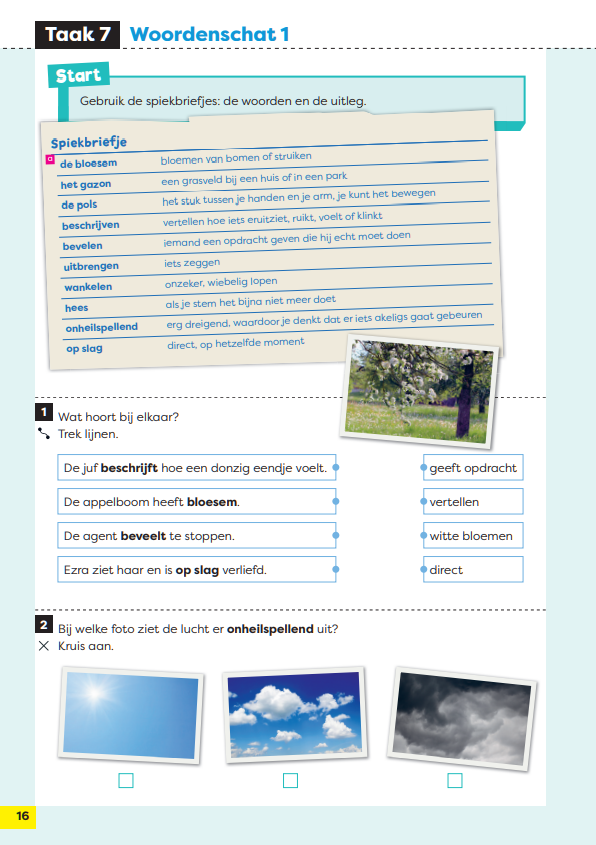 Taak 7 Woordenschat 1
Start
Gebruik de spiekbriefjes: de woorden en de uitleg.
Spiekbriefje
a
de bloesem bloemen van bomen of struiken
het gazon een grasveld bij een huis of in een park
de pols het stuk tussen je handen en je arm, je kunt het bewegen
beschrijven vertellen hoe iets eruitziet, ruikt, voelt of klinkt
bevelen iemand een opdracht geven die hij echt moet doen
uitbrengen iets zeggen
wankelen onzeker, wiebelig lopen
hees als je stem het bijna niet meer doet
onheilspellend erg dreigend, waardoor je denkt dat er iets akeligs gaat gebeuren
op slag direct, op hetzelfde moment
1 Wat hoort bij elkaar?
Trek lijnen.
De juf beschrijft hoe een donzig eendje voelt. geeft opdracht
De appelboom heeft bloesem. vertellen
De agent beveelt te stoppen. witte bloemen
Ezra ziet haar en is op slag verliefd. direct
2 Bij welke foto ziet de lucht er onheilspellend uit?
Kruis aan.
16